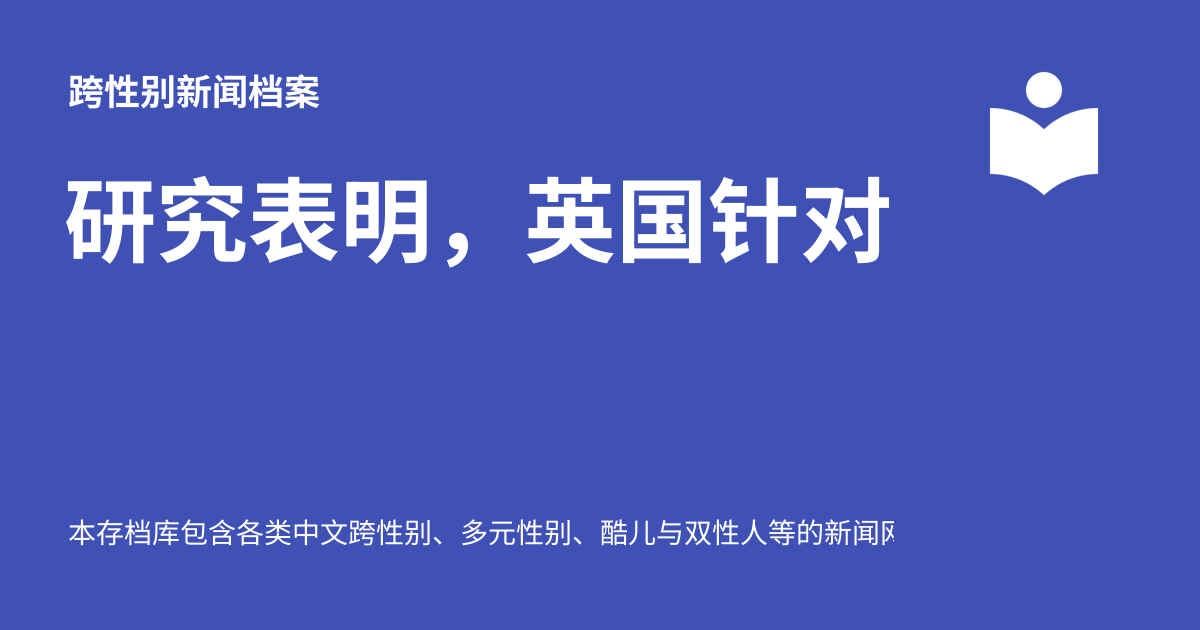 跨性别新闻档案
研究表明，英国针对
本存档库包含各类中文跨性别、多元性别、酷儿与双性人等的新闻网